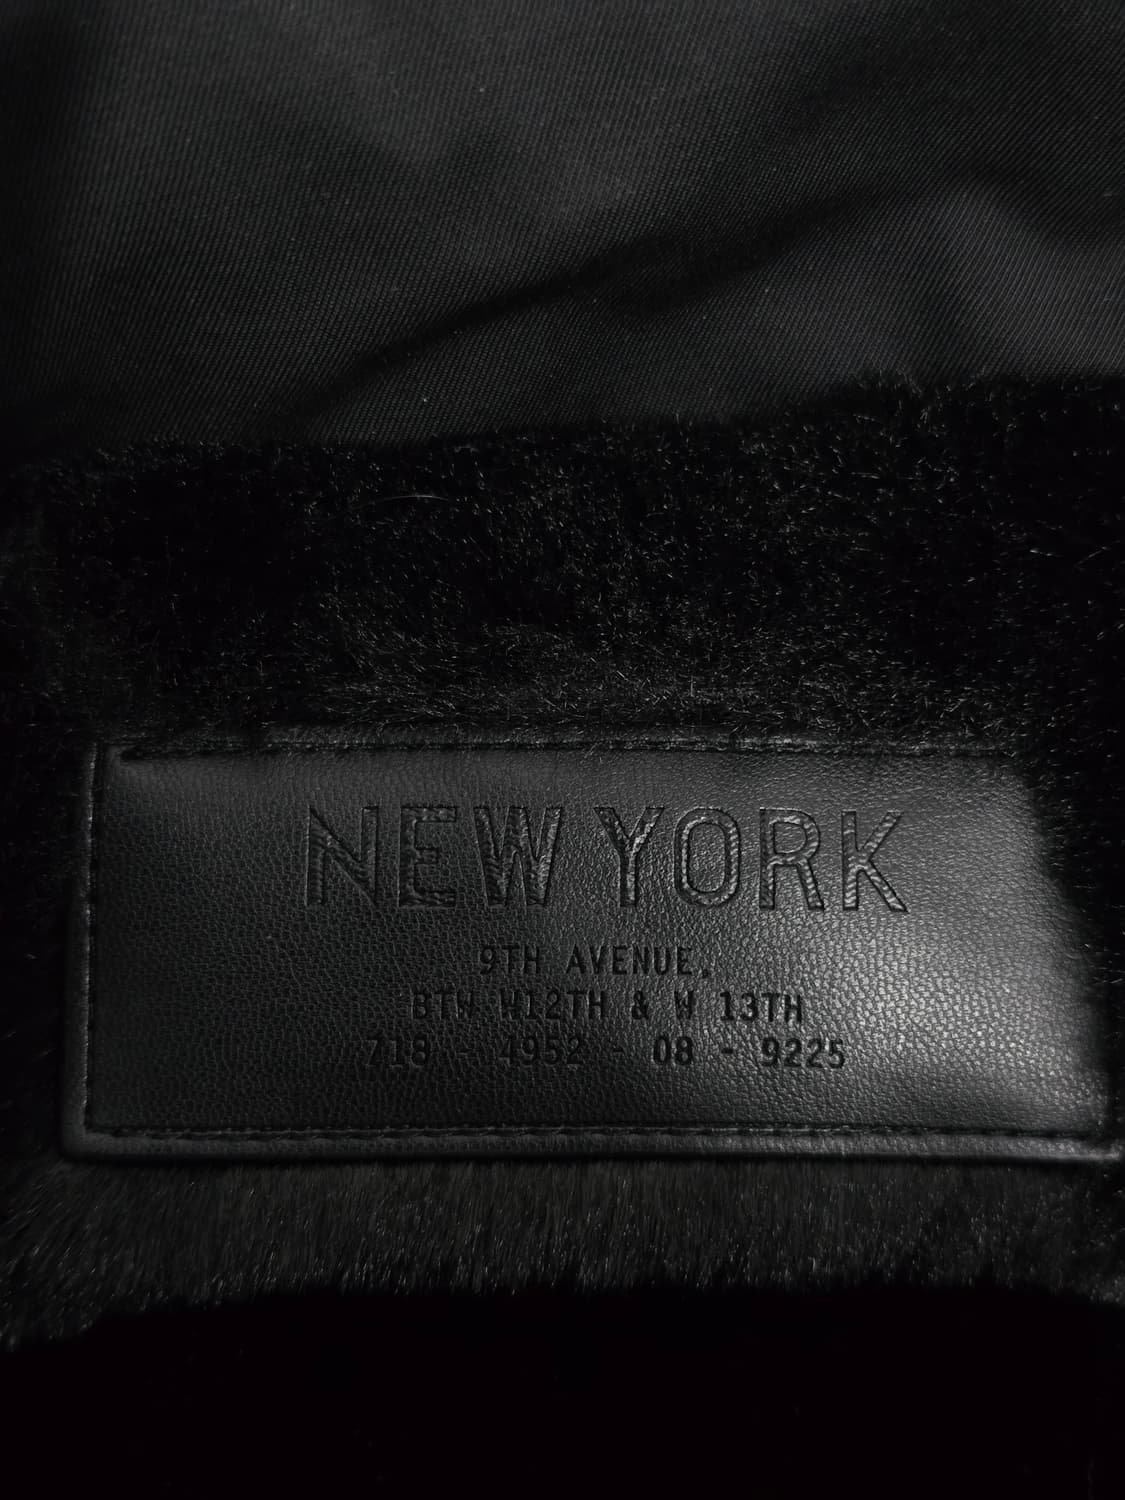 NEW YORK
9TH AVENUE,
BTW W12TH & W 13TH
718 - 4952 - 08 - 9225